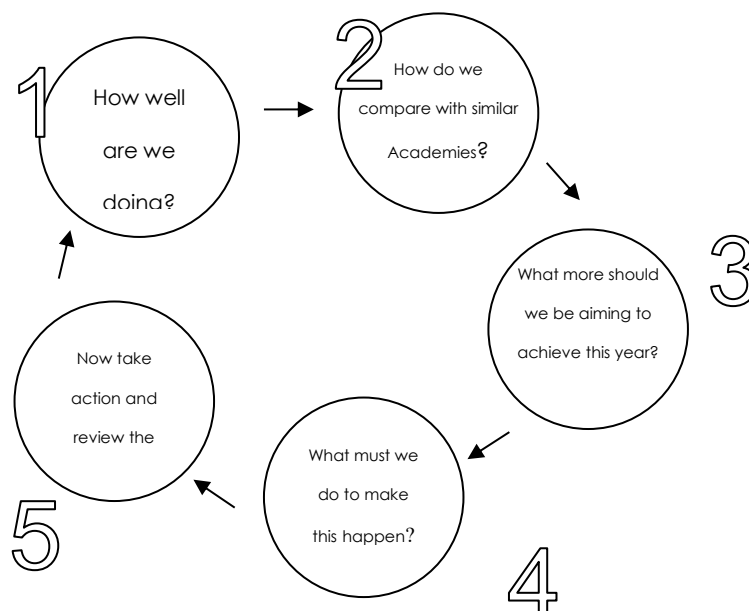 1
How well
are we
doing?
2
How do we
compare with similar
Academies?
3
What more should
we be aiming to
achieve this year?
4
What must we
do to make
this happen?
5
Now take
action and
review the